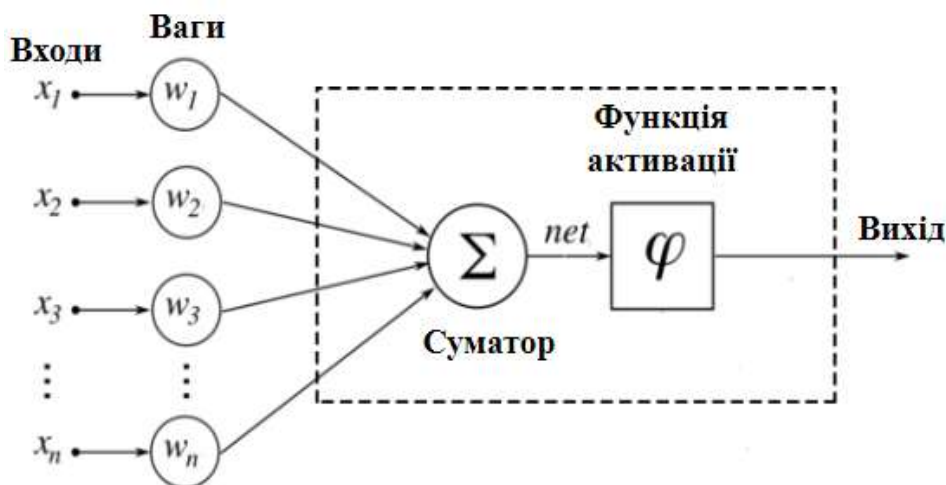 Входи
Ваги
x1
w1
x2
w2
x3
w3
⋮
⋮
xn
wn
Σ
Суматор
net
Функція
активації
φ
Вихід